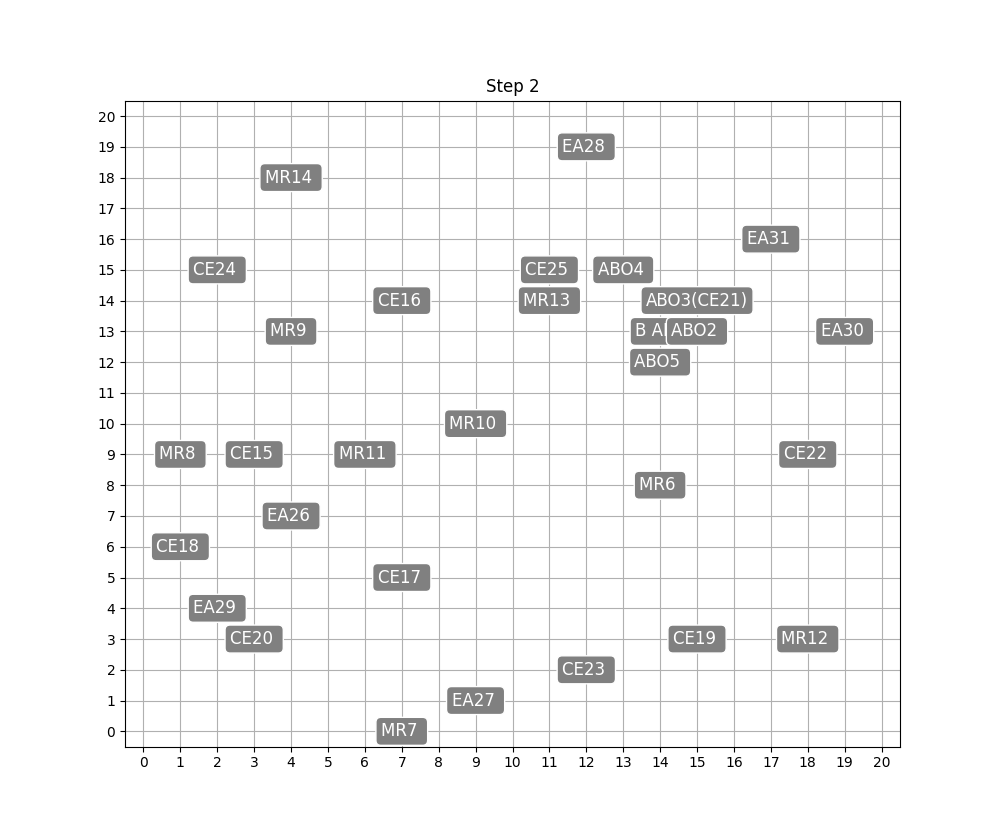 Step 2
20
19 EA28
18 MR14
17
16 EA31
15 CE24 CE25 ABO4
14 CE16 MR13 ABO3(CE21)
13 MR9 B ABO2 EA30
12 ABO5
11
10 MR10
9 MR8 CE15 MR11 CE22
8 MR6
7 EA26
6 CE18
5 CE17
4 EA29
3 CE20 CE19 MR12
2 CE23
1 EA27
0 MR7
0 1 2 3 4 5 6 7 8 9 10 11 12 13 14 15 16 17 18 19 20